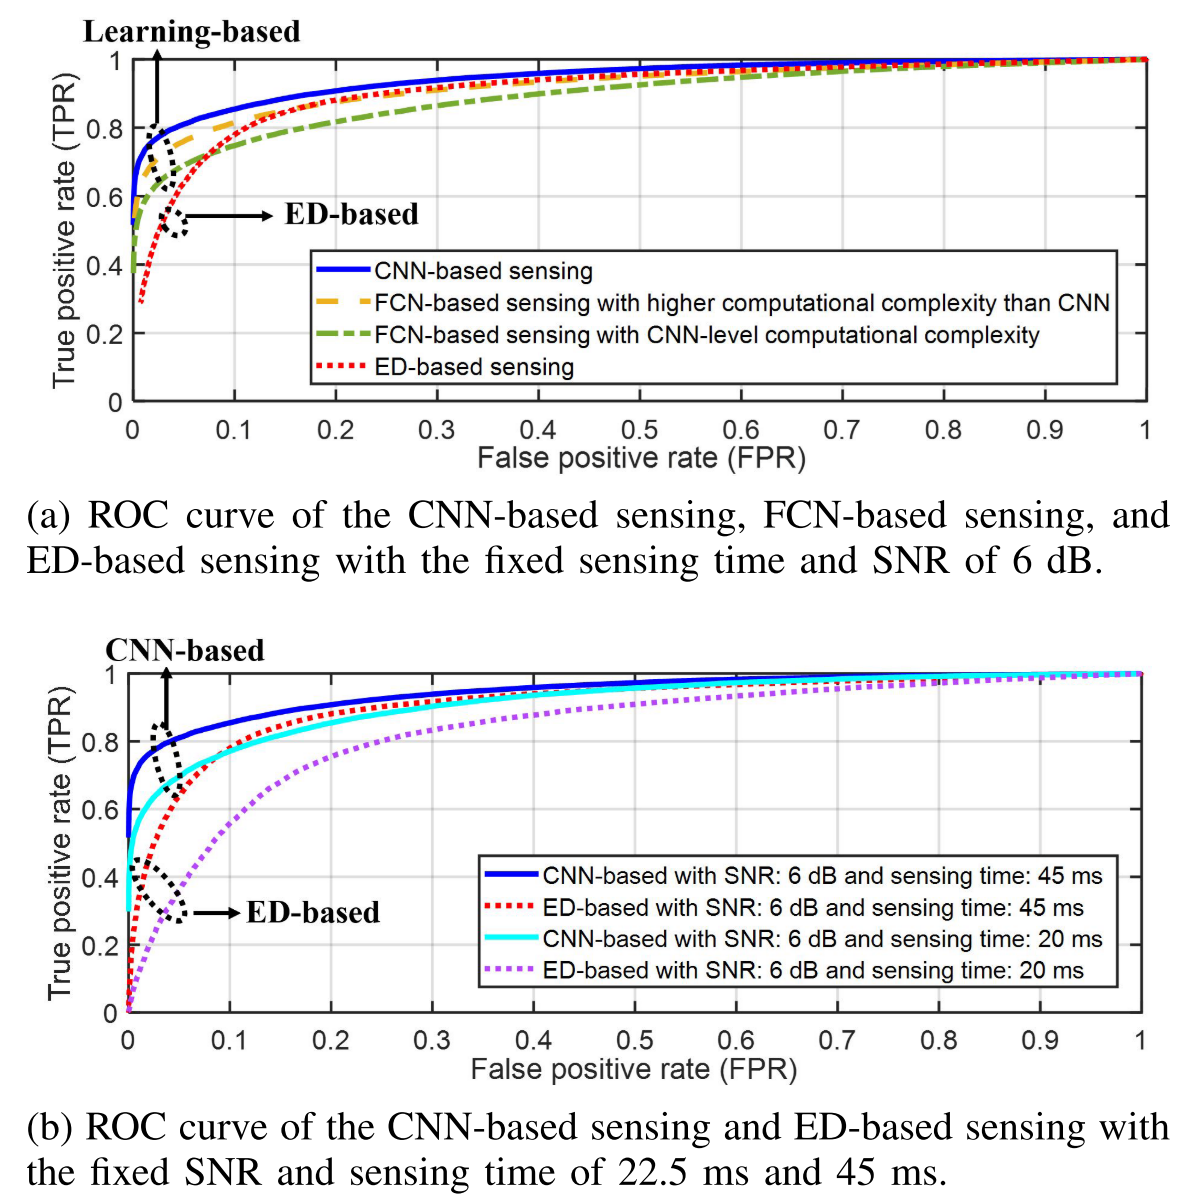 Learning-based
1
0.8
0.6
0.4
0.2
0
True positive rate (TPR)
ED-based
CNN-based sensing
FCN-based sensing with higher computational complexity than CNN
FCN-based sensing with CNN-level computational complexity
ED-based sensing
0 0.1 0.2 0.3 0.4 0.5 0.6 0.7 0.8 0.9 1
False positive rate (FPR)
(a) ROC curve of the CNN-based sensing, FCN-based sensing, and
ED-based sensing with the fixed sensing time and SNR of 6 dB.
CNN-based
1
0.8
0.6
0.4
0.2
0
True positive rate (TPR)
ED-based
CNN-based with SNR: 6 dB and sensing time: 45 ms
ED-based with SNR: 6 dB and sensing time: 45 ms
CNN-based with SNR: 6 dB and sensing time: 20 ms
ED-based with SNR: 6 dB and sensing time: 20 ms
0 0.1 0.2 0.3 0.4 0.5 0.6 0.7 0.8 0.9 1
False positive rate (FPR)
(b) ROC curve of the CNN-based sensing and ED-based sensing with
the fixed SNR and sensing time of 22.5 ms and 45 ms.